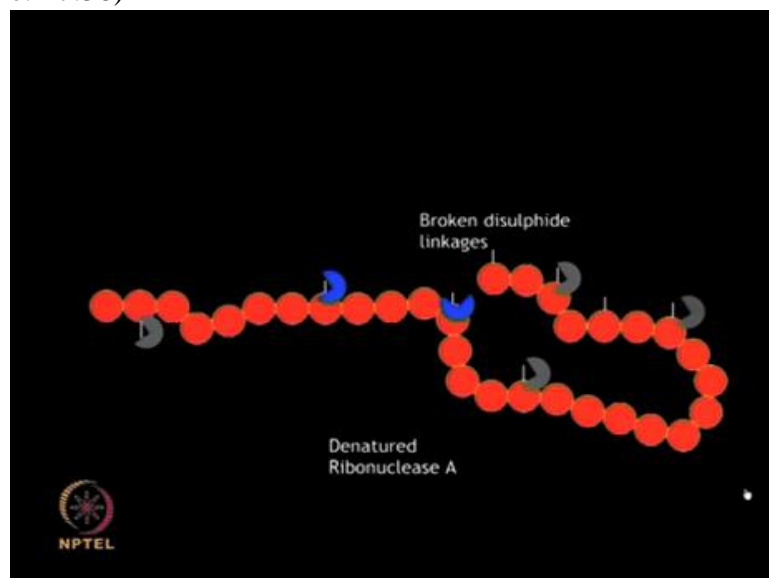 Broken disulphide
linkages
Denatured
Ribonuclease A
NPTEL